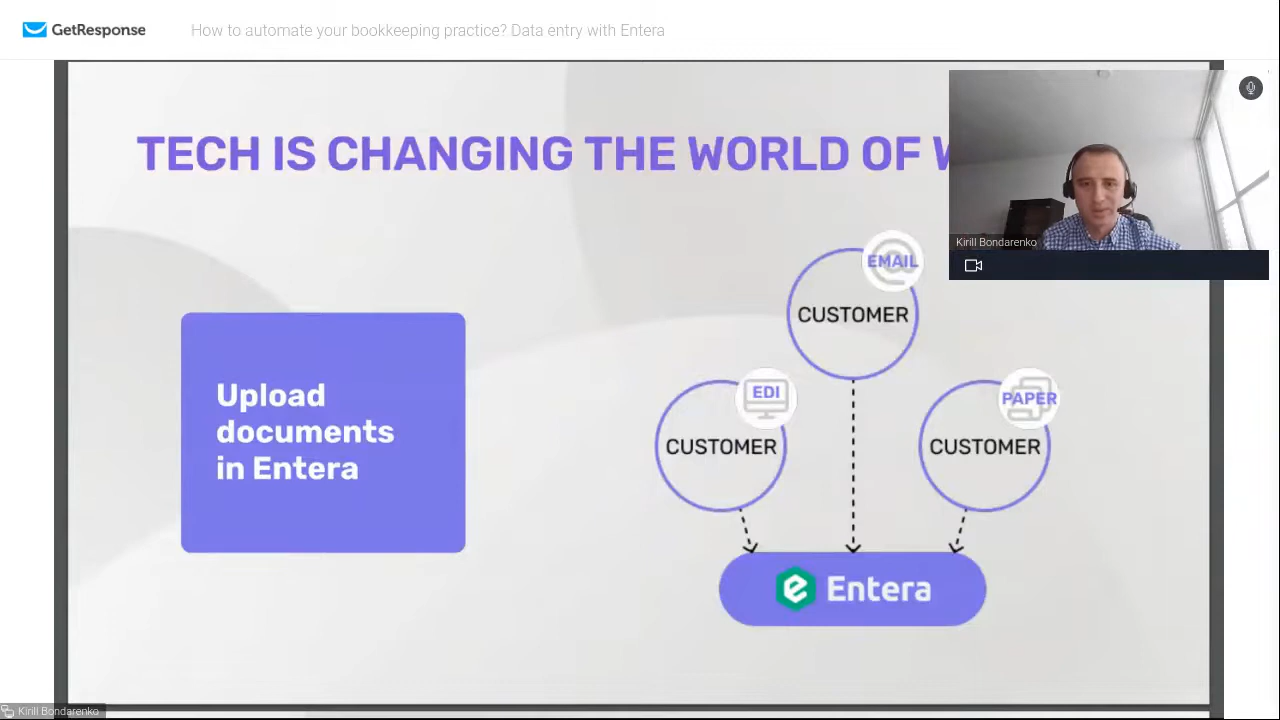 GetResponse
How to automate your bookkeeping practice? Data entry with Entera
TECH IS CHANGING THE WORLD OF
Kirill Bondarenko
EMAIL
CUSTOMER
EDI
CUSTOMER
PAPER
CUSTOMER
Upload
documents
in Entera
Entera
Kirill Bondarenko